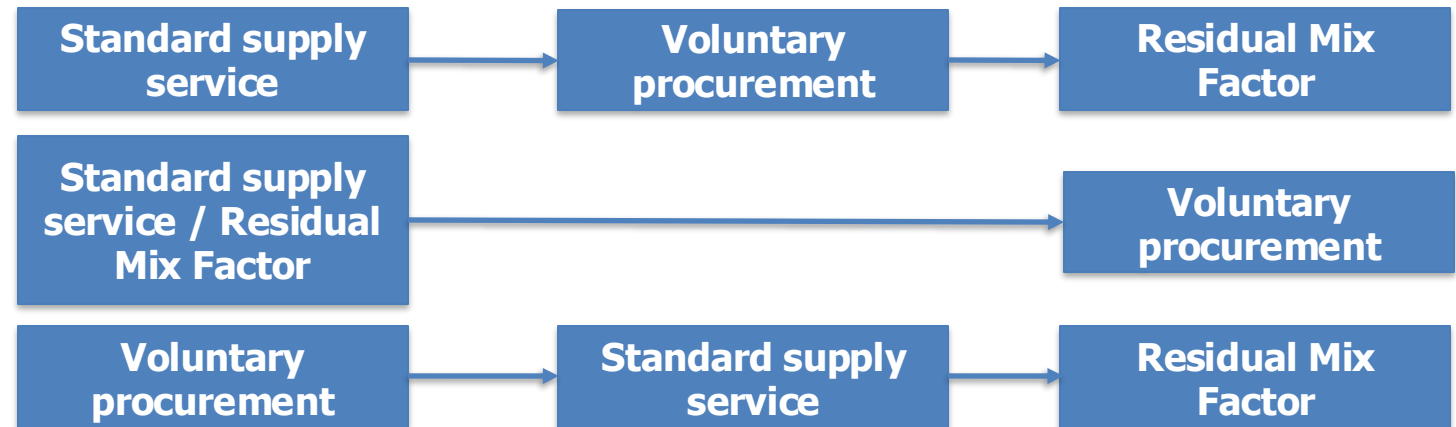 Standard supply
service
Voluntary
procurement
Residual Mix
Factor
Standard supply
service / Residual
Mix Factor
Voluntary
procurement
Voluntary
procurement
Standard supply
service
Residual Mix
Factor